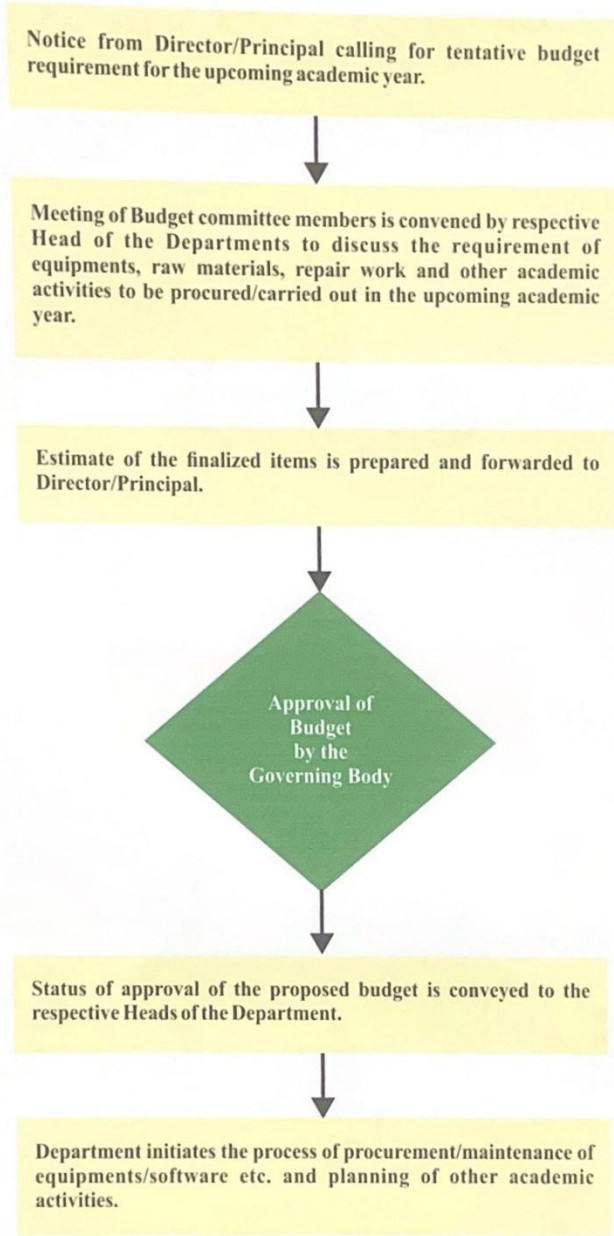 Notice from Director/Principal calling for tentative budget
requirement for the upcoming academic year.
Meeting of Budget committee members is convened by respective
Head of the Departments to discuss the requirement of
equipments, raw materials, repair work and other academic
activities to be procured/carried out in the upcoming academic
year.
Estimate of the finalized items is prepared and forwarded to
Director/Principal.
Approval of
Budget
by the
Governing Body
Status of approval of the proposed budget is conveyed to the
respective Heads of the Department.
Department initiates the process of procurement/maintenance of
equipments/software etc. and planning of other academic
activities.